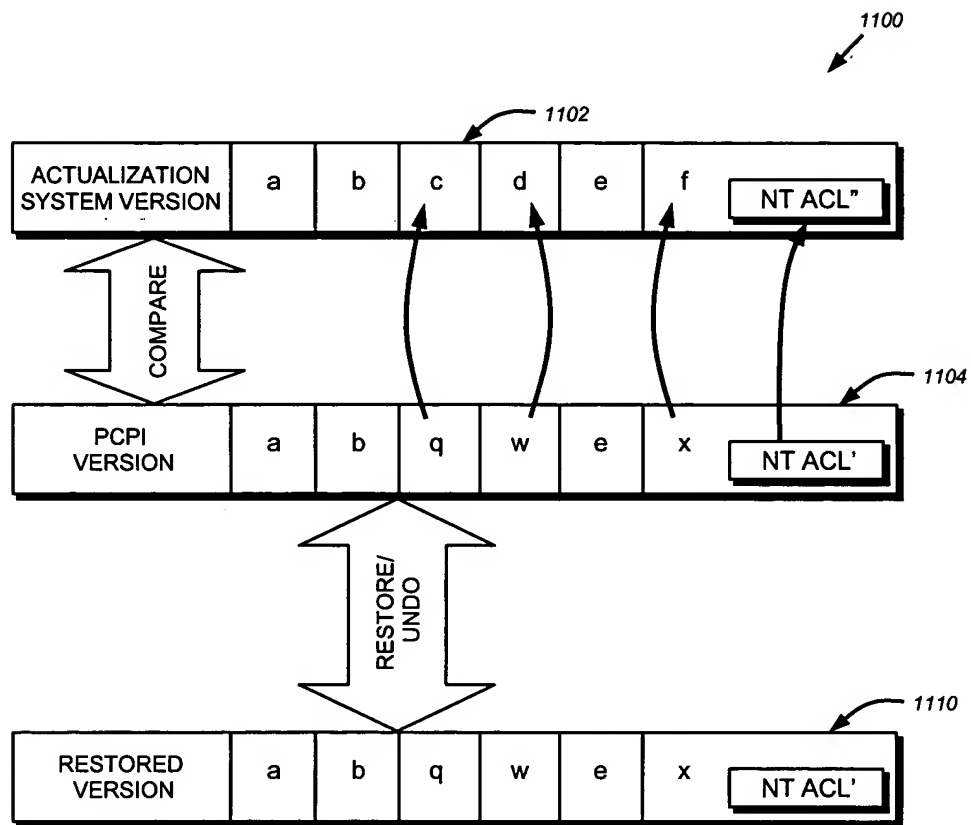 1100
1102
ACTUALIZATION
SYSTEM VERSION
a
b
c
d
e
f
NT ACL"
COMPARE
1104
PCPI
VERSION
a
b
q
w
e
x
NT ACL'
RESTORE/
UNDO
1110
RESTORED
VERSION
a
b
q
w
e
x
NT ACL'